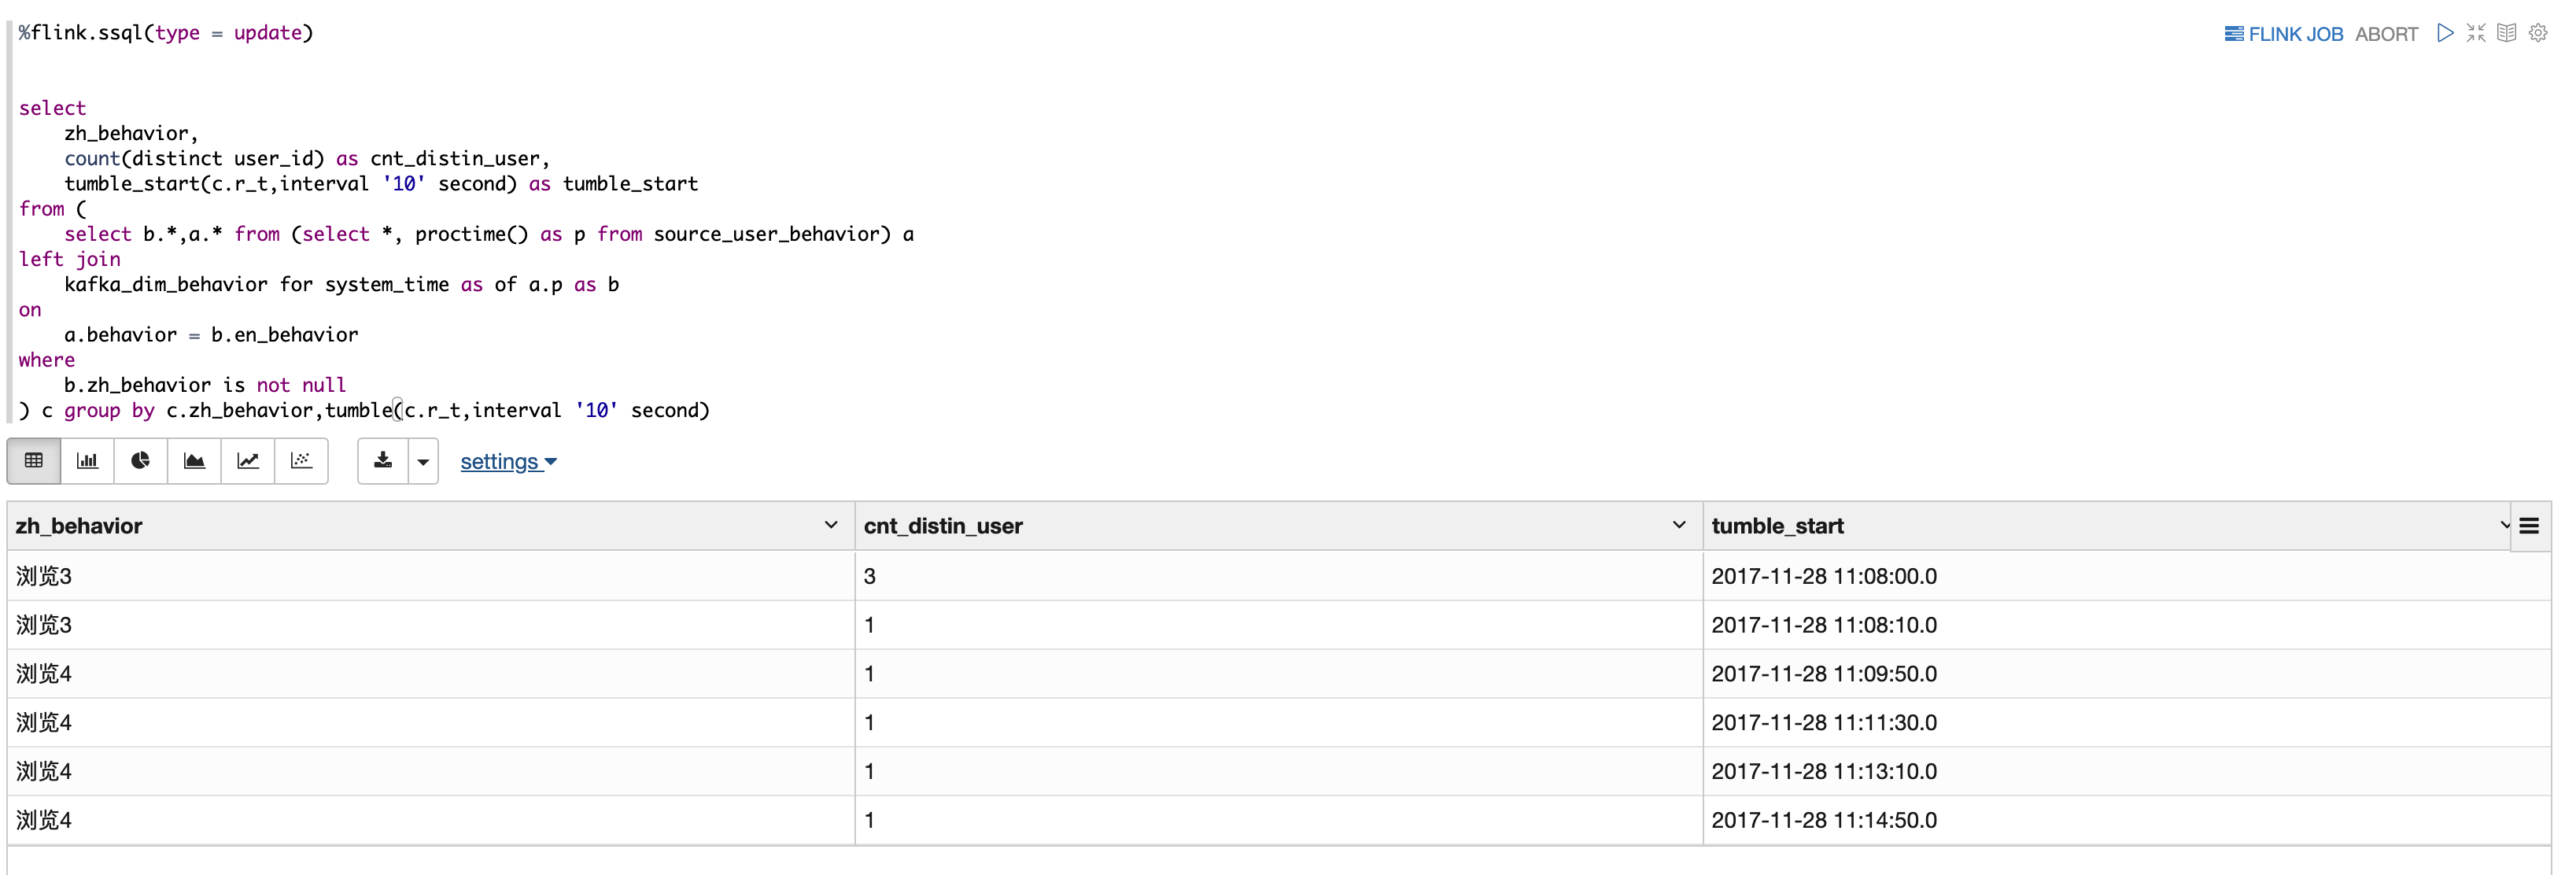 %flink.ssql(type = update)
FLINK JOB ABORT
select
zh_behavior,
count(distinct user_id) as cnt_distin_user,
tumble_start(c.r_t,interval '10' second) as tumble_start
from (
select b.*,a.* from (select *, proctime() as p from source_user_behavior) a
left join
kafka_dim_behavior for system_time as of a.p as b
on
a.behavior = b.en_behavior
where
b.zh_behavior is not null
) c group by c.zh_behavior,tumble(c.r_t,interval '10' second)
settings
zh_behavior cnt_distin_user tumble_start
浏览3 3 2017-11-28 11:08:00.0
浏览3 1 2017-11-28 11:08:10.0
浏览4 1 2017-11-28 11:09:50.0
浏览4 1 2017-11-28 11:11:30.0
浏览4 1 2017-11-28 11:13:10.0
浏览4 1 2017-11-28 11:14:50.0